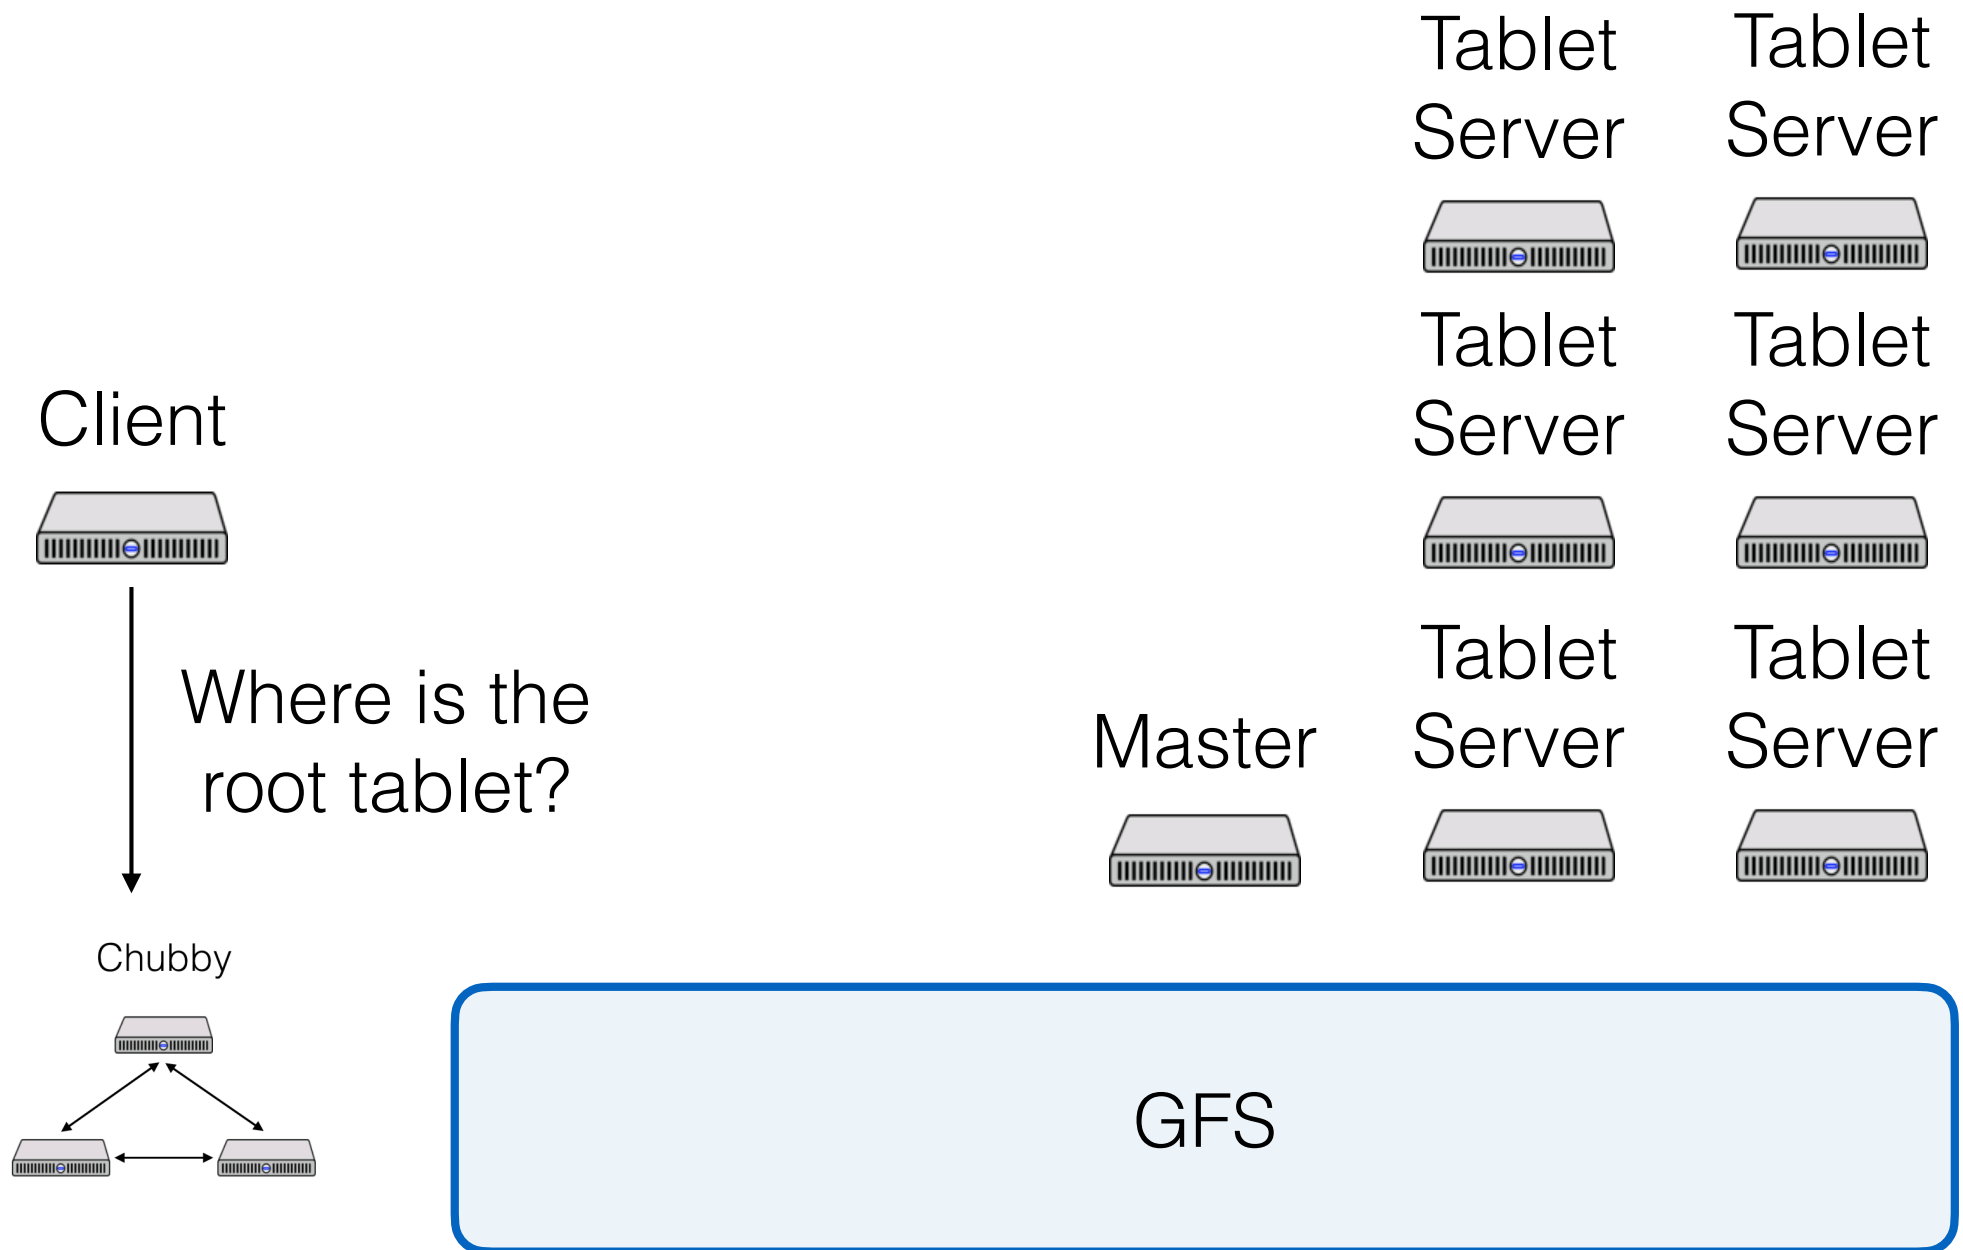 Tablet
Server
Tablet
Server
Tablet
Server
Tablet
Server
Client
Where is the
root tablet?
Tablet
Server
Tablet
Server
Master
Chubby
GFS